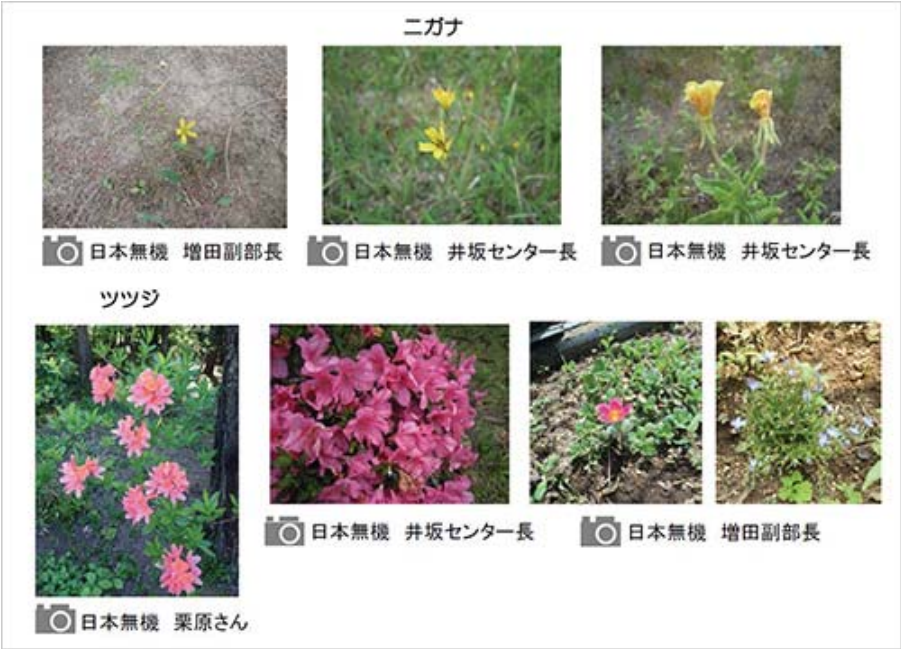 ニガナ
日本無機 増田副部長
日本無機 井坂センター長
日本無機 井坂センター長
ツツジ
日本無機 井坂センター長
日本無機 増田副部長
日本無機 栗原さん